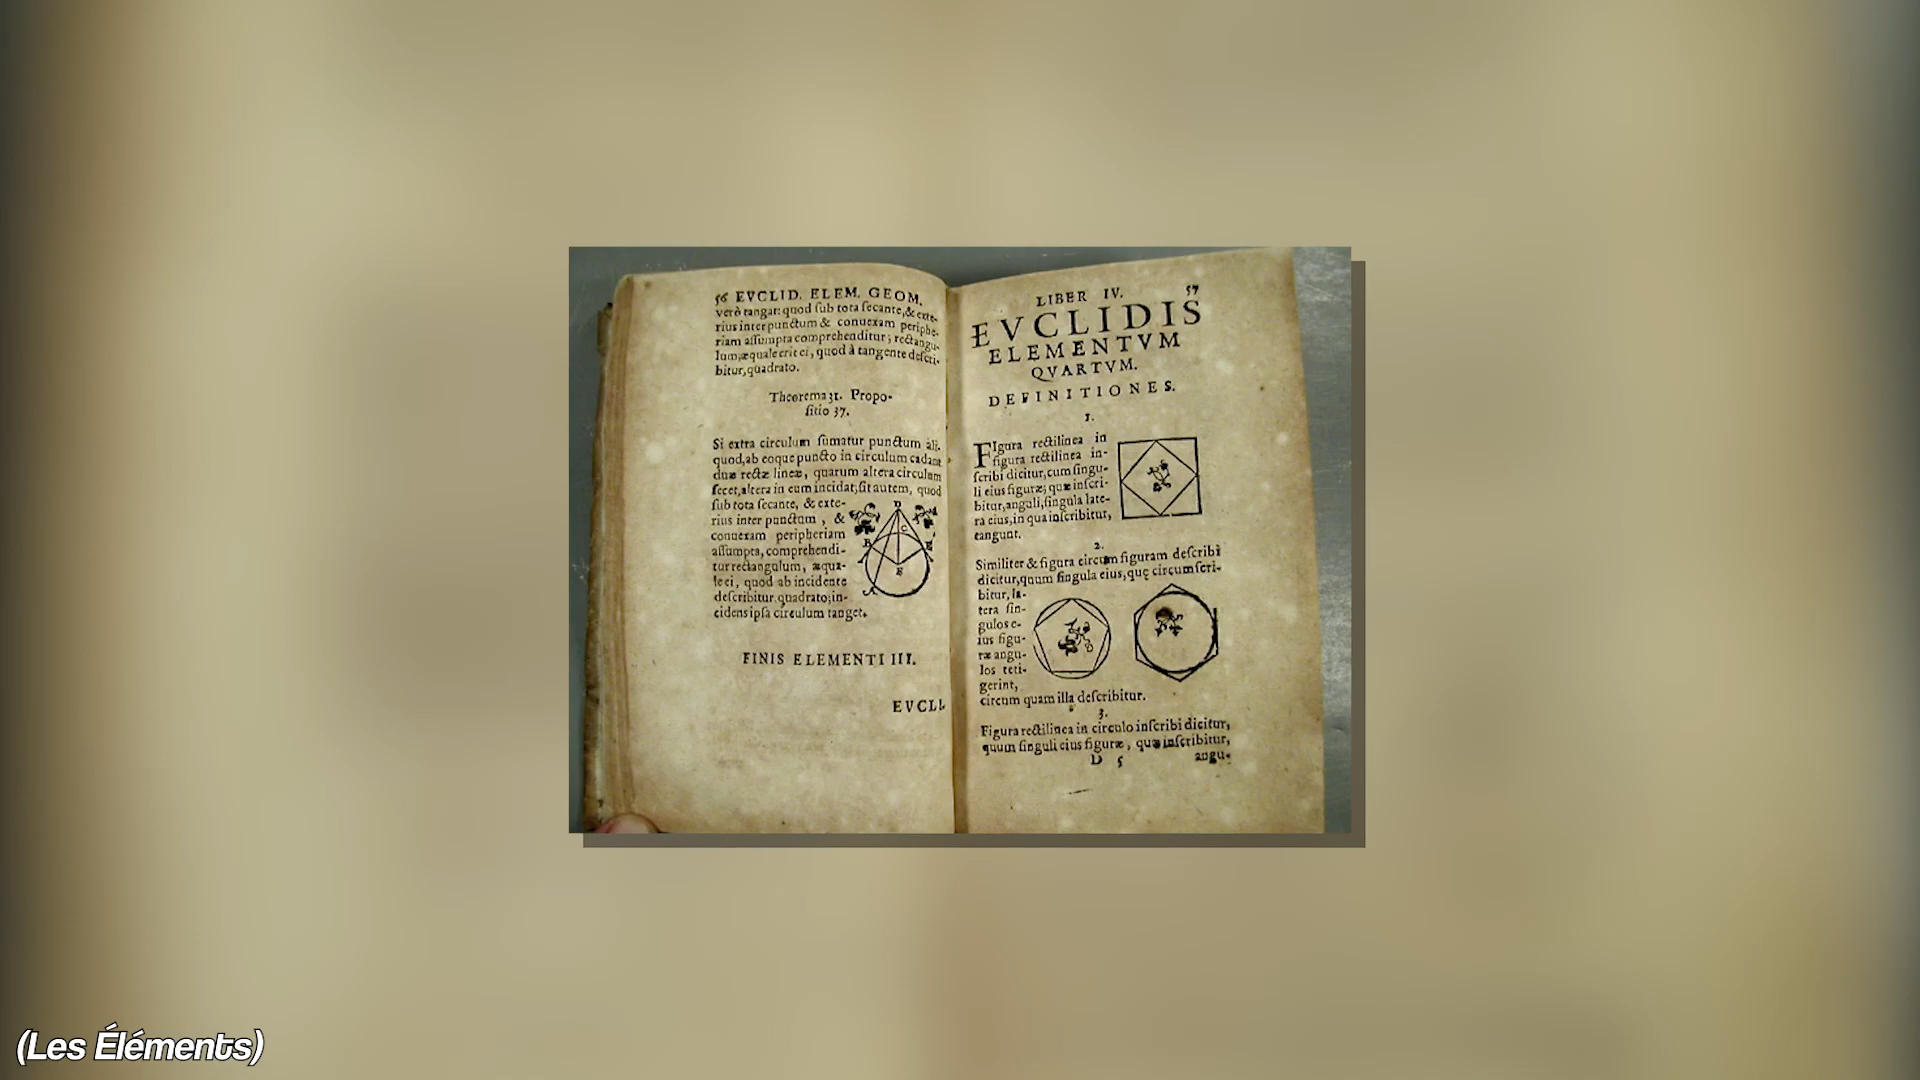 56 EVCLID. ELEM. GEOM.
verò tangat: quod ſub tota ſecante, & exte-
rius inter punctum & conuexam periphe-
riam aſſumpta comprehenditur; rectangu-
lum, æquale erit ei, quod à tangente deſcri-
bitur, quadrato.
Theorema 31. Propo-
ſitio 37.
Si extra circulum ſumatur punctum ali-
quod, ab eoque puncto in circulum cadant
duæ rectæ lineæ, quarum altera circulum
ſecet, altera in eum incidat; ſit autem, quod
ſub tota ſecante, & exte-
rius inter punctum, &
conuexam peripheriam
aſſumpta, comprehendi-
tur rectangulum, æqua-
le ei, quod ab incidente
deſcribitur quadrato; in-
cidens ipſa circulum tanget.
D
C
B
E
F
A
FINIS ELEMENTI III.
EVCLI
LIBER IV. 57
EVCLIDIS
ELEMENTVM
QVARTVM.
DEFINITIONES.
1.
FIgura rectilinea in
figura rectilinea in-
ſcribi dicitur, cum ſingu-
li eius figuræ; quæ inſcri-
bitur, anguli, ſingula late-
ra eius, in qua inſcribitur,
tangunt.
2.
Similiter & figura circum figuram deſcribi
dicitur, quum ſingula eius, quę circumſcri-
bitur, la-
tera ſin-
gulos e-
ius figu-
ræ angu-
los teti-
gerint,
circum quam illa deſcribitur.
3.
Figura rectilinea in circulo inſcribi dicitur,
quum ſinguli eius figuræ, quæ inſcribitur,
D 5 angu-
(Les Éléments)